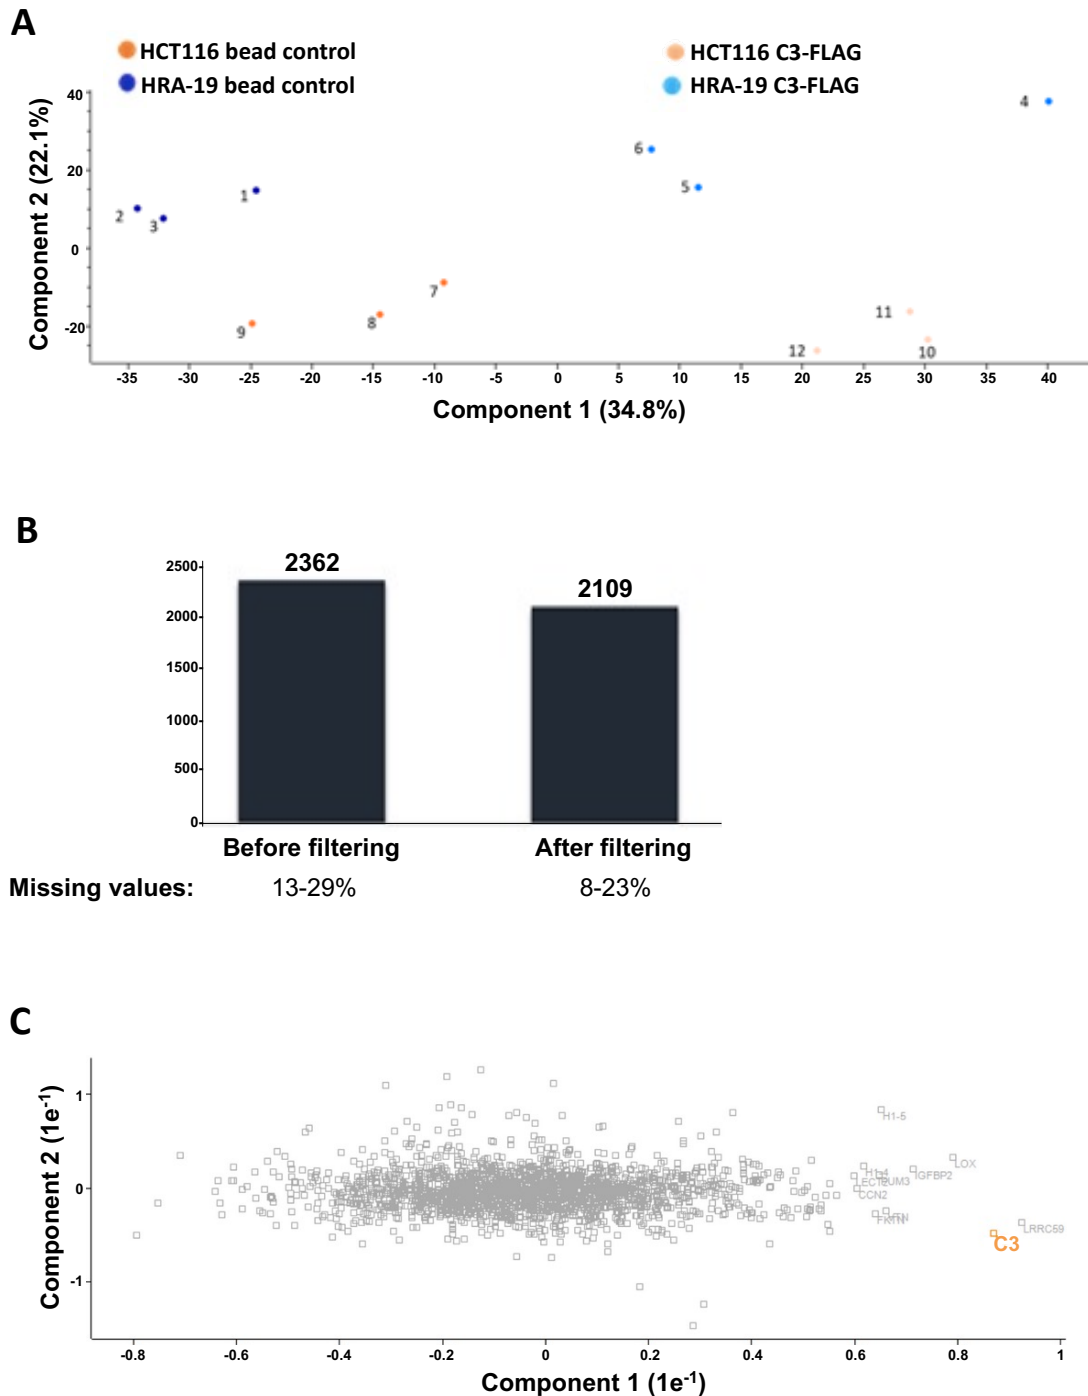 A
HCT116 bead control
HCT116 C3-FLAG
HRA-19 bead control
HRA-19 C3-FLAG
Component 2 (22.1%)
40
20
0
-20
1
2
3
4
5
6
7
8
9
10
11
12
-35 -30 -25 -20 -15 -10 -5 0 5 10 15 20 25 30 35 40
Component 1 (34.8%)
B
2500
2000
1500
1000
500
0
2362
2109
Before filtering
After filtering
Missing values: 13-29% 8-23%
C
Component 2 (1e⁻¹)
1
0
-1
H1-5
LOX
H1-4
IGFBP2
CCN2
LRRC59
C3
-0.8 -0.6 -0.4 -0.2 0 0.2 0.4 0.6 0.8 1
Component 1 (1e⁻¹)